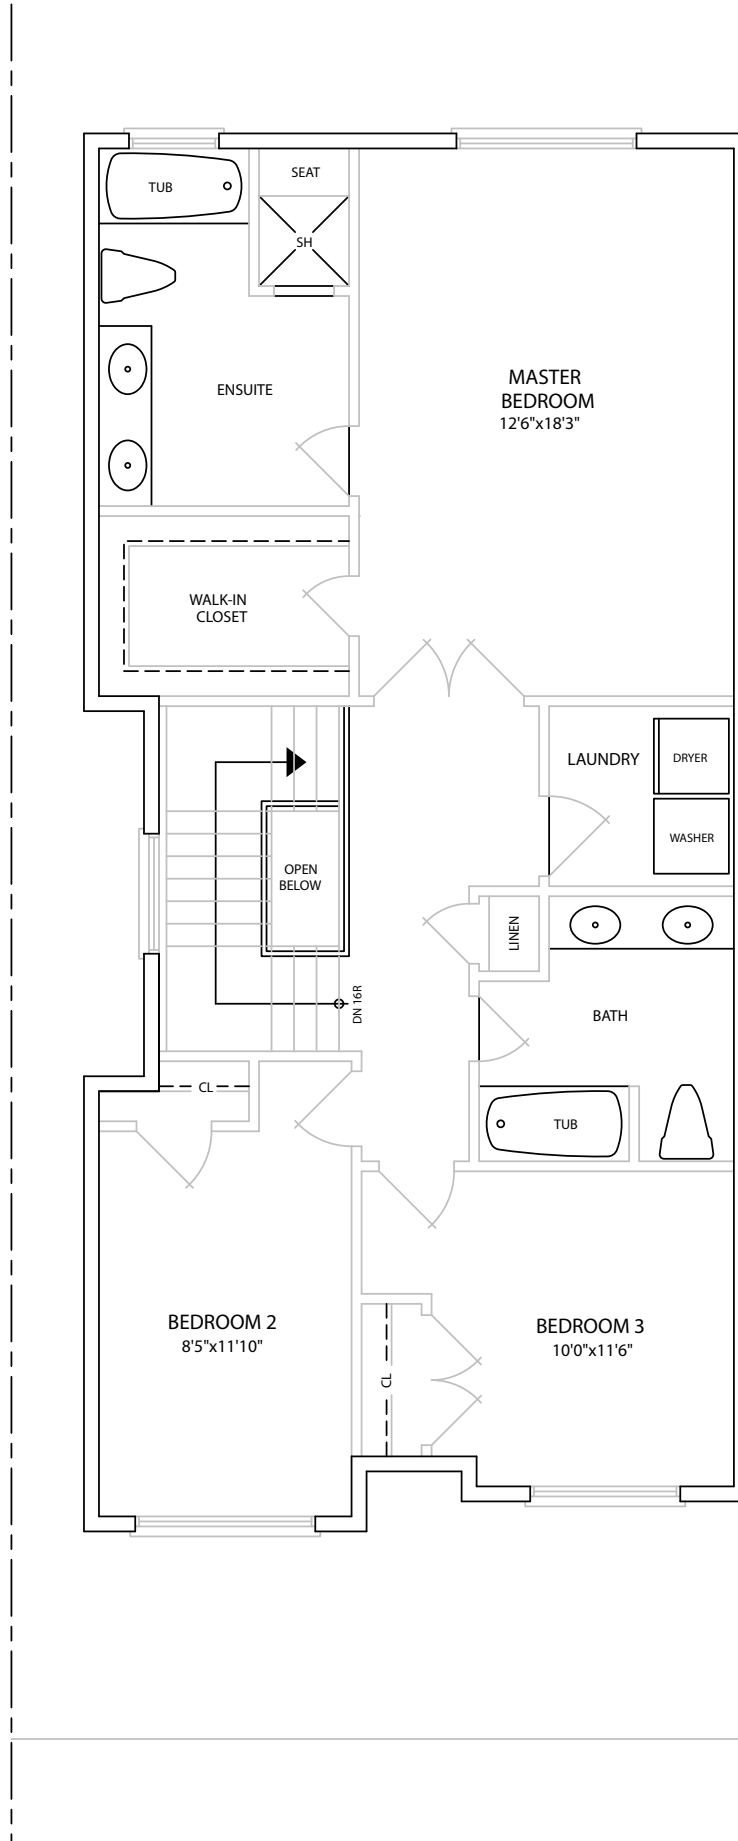 TUB
SEAT
SH
ENSUITE
MASTER
BEDROOM
12'6"x18'3"
WALK-IN
CLOSET
LAUNDRY
DRYER
WASHER
OPEN
BELOW
LINEN
DN 16R
BATH
CL
TUB
BEDROOM 2
8'5"x11'10"
BEDROOM 3
10'0"x11'6"
CL